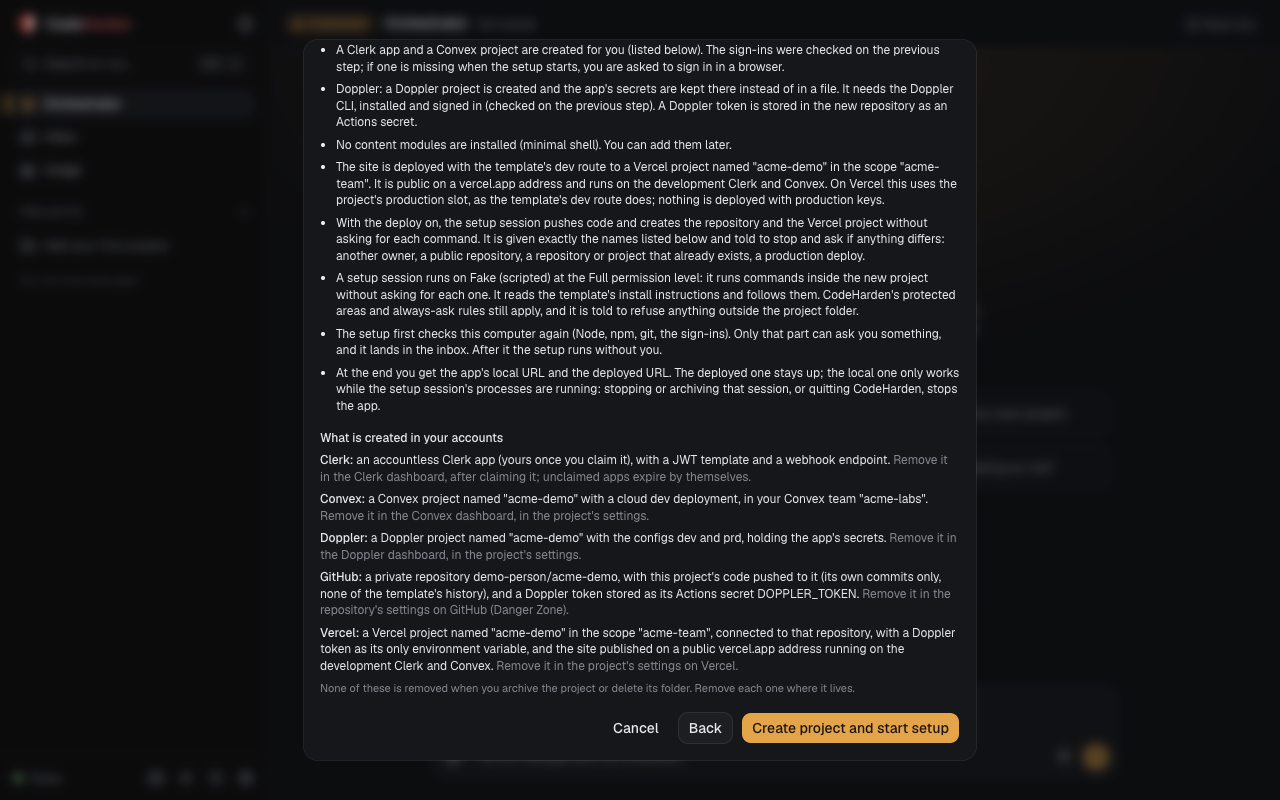 A Clerk app and a Convex project are created for you (listed below). The sign-ins were checked on the previous
step; if one is missing when the setup starts, you are asked to sign in in a browser.
Doppler: a Doppler project is created and the app's secrets are kept there instead of in a file. It needs the Doppler
CLI, installed and signed in (checked on the previous step). A Doppler token is stored in the new repository as an
Actions secret.
No content modules are installed (minimal shell). You can add them later.
The site is deployed with the template's dev route to a Vercel project named "acme-demo" in the scope "acme-
team". It is public on a vercel.app address and runs on the development Clerk and Convex. On Vercel this uses the
project's production slot, as the template's dev route does; nothing is deployed with production keys.
With the deploy on, the setup session pushes code and creates the repository and the Vercel project without
asking for each command. It is given exactly the names listed below and told to stop and ask if anything differs:
another owner, a public repository, a repository or project that already exists, a production deploy.
A setup session runs on Fake (scripted) at the Full permission level: it runs commands inside the new project
without asking for each one. It reads the template's install instructions and follows them. CodeHarden's protected
areas and always-ask rules still apply, and it is told to refuse anything outside the project folder.
The setup first checks this computer again (Node, npm, git, the sign-ins). Only that part can ask you something,
and it lands in the inbox. After it the setup runs without you.
At the end you get the app's local URL and the deployed URL. The deployed one stays up; the local one only works
while the setup session's processes are running: stopping or archiving that session, or quitting CodeHarden, stops
the app.
What is created in your accounts
Clerk: an accountless Clerk app (yours once you claim it), with a JWT template and a webhook endpoint. Remove it
in the Clerk dashboard, after claiming it; unclaimed apps expire by themselves.
Convex: a Convex project named "acme-demo" with a cloud dev deployment, in your Convex team "acme-labs".
Remove it in the Convex dashboard, in the project's settings.
Doppler: a Doppler project named "acme-demo" with the configs dev and prd, holding the app's secrets. Remove it in
the Doppler dashboard, in the project's settings.
GitHub: a private repository demo-person/acme-demo, with this project's code pushed to it (its own commits only,
none of the template's history), and a Doppler token stored as its Actions secret DOPPLER_TOKEN. Remove it in the
repository's settings on GitHub (Danger Zone).
Vercel: a Vercel project named "acme-demo" in the scope "acme-team", connected to that repository, with a Doppler
token as its only environment variable, and the site published on a public vercel.app address running on the
development Clerk and Convex. Remove it in the project's settings on Vercel.
None of these is removed when you archive the project or delete its folder. Remove each one where it lives.
Cancel
Back
Create project and start setup